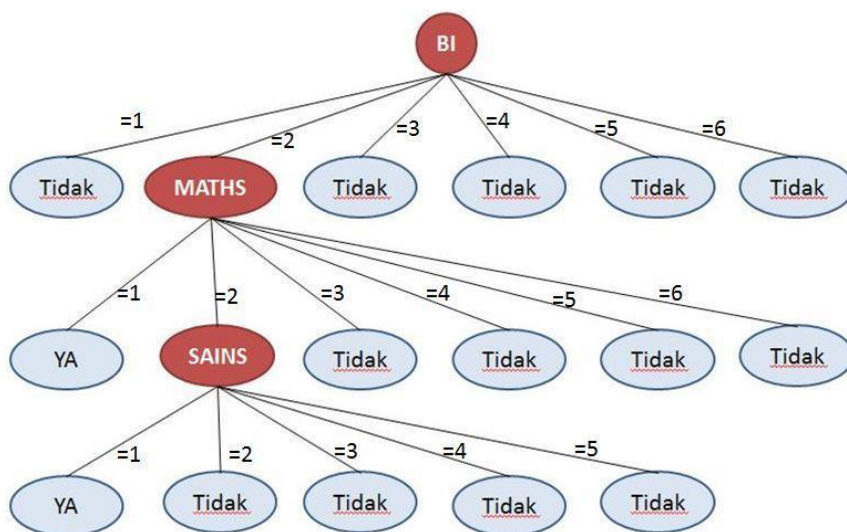 BI
=1
=2
=3
=4
=5
=6
Tidak
MATHS
Tidak
Tidak
Tidak
Tidak
=1
=2
=3
=4
=5
=6
YA
SAINS
Tidak
Tidak
Tidak
Tidak
=1
=2
=3
=4
=5
YA
Tidak
Tidak
Tidak
Tidak